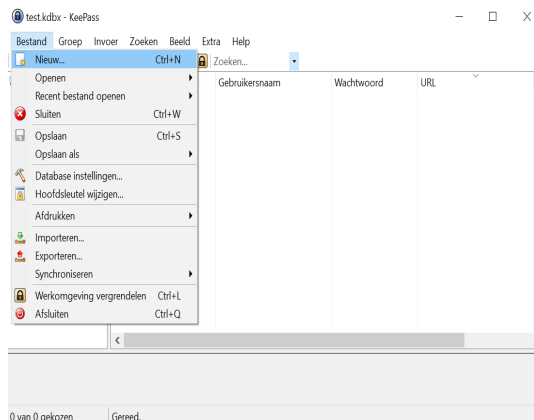 test.kdbx - KeePass
Bestand Groep Invoer Zoeken Beeld Extra Help
Nieuw... Ctrl+N
Zoeken...
Openen
Gebruikersnaam Wachtwoord URL
Recent bestand openen
Sluiten Ctrl+W
Opslaan Ctrl+S
Opslaan als
Database instellingen...
Hoofdsleutel wijzigen...
Afdrukken
Importeren...
Exporteren...
Synchroniseren
Werkomgeving vergrendelen Ctrl+L
Afsluiten Ctrl+Q
0 van 0 gekozen Gereed.